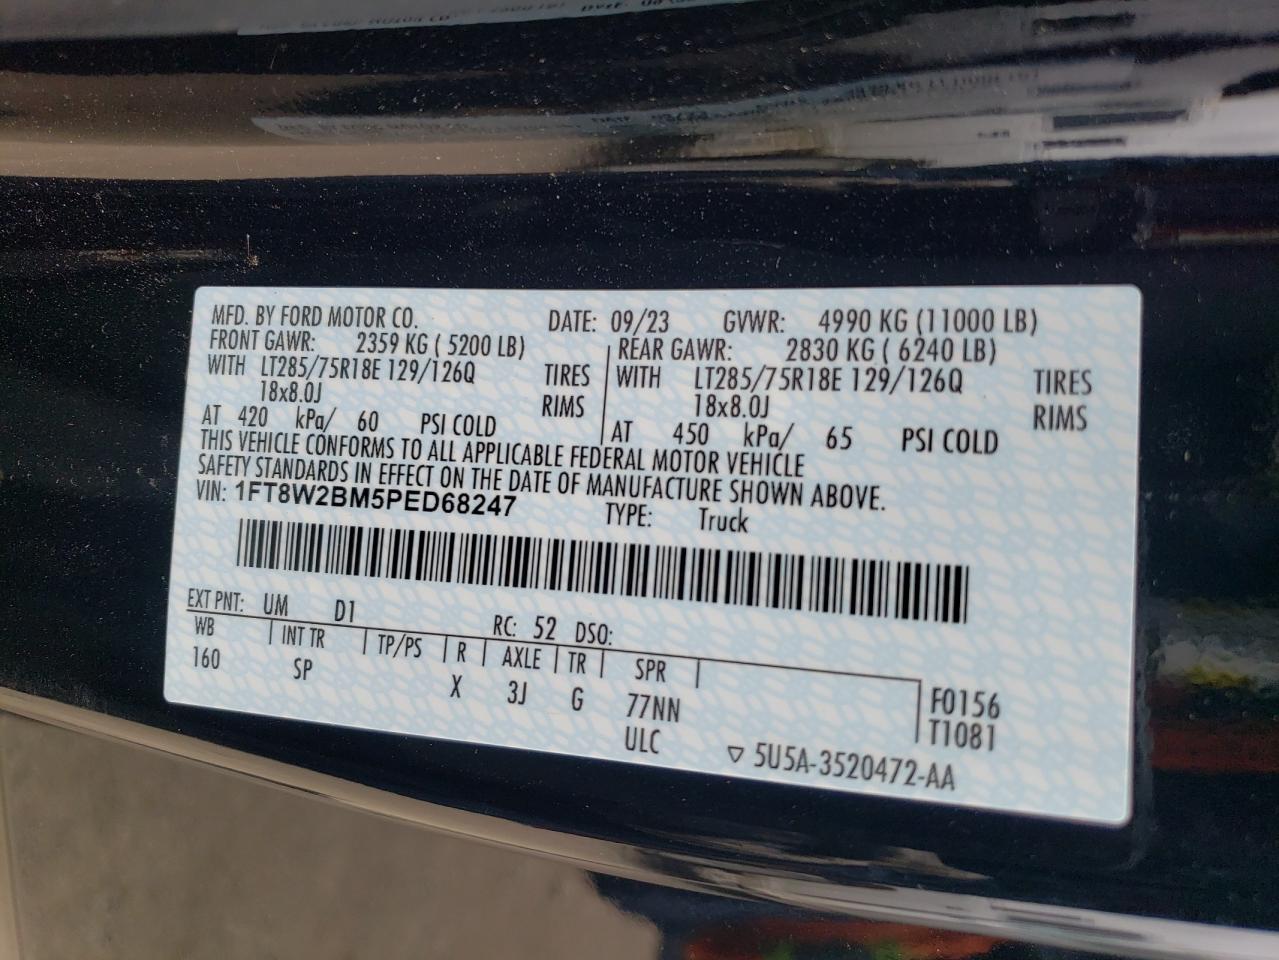 MFD. BY FORD MOTOR CO. DATE: 09/23 GVWR: 4990 KG (11000 LB)
FRONT GAWR: 2359 KG ( 5200 LB) REAR GAWR: 2830 KG ( 6240 LB)
WITH LT285/75R18E 129/126Q TIRES WITH LT285/75R18E 129/126Q TIRES
18x8.0J RIMS 18x8.0J RIMS
AT 420 kPa/ 60 PSI COLD AT 450 kPa/ 65 PSI COLD
THIS VEHICLE CONFORMS TO ALL APPLICABLE FEDERAL MOTOR VEHICLE
SAFETY STANDARDS IN EFFECT ON THE DATE OF MANUFACTURE SHOWN ABOVE.
VIN: 1FT8W2BM5PED68247 TYPE: Truck
EXT PNT: UM D1 RC: 52 DSO:
WB INT TR TP/PS R AXLE TR SPR
160 SP X 3J G 77NN F0156
ULC T1081
▽ 5U5A-3520472-AA